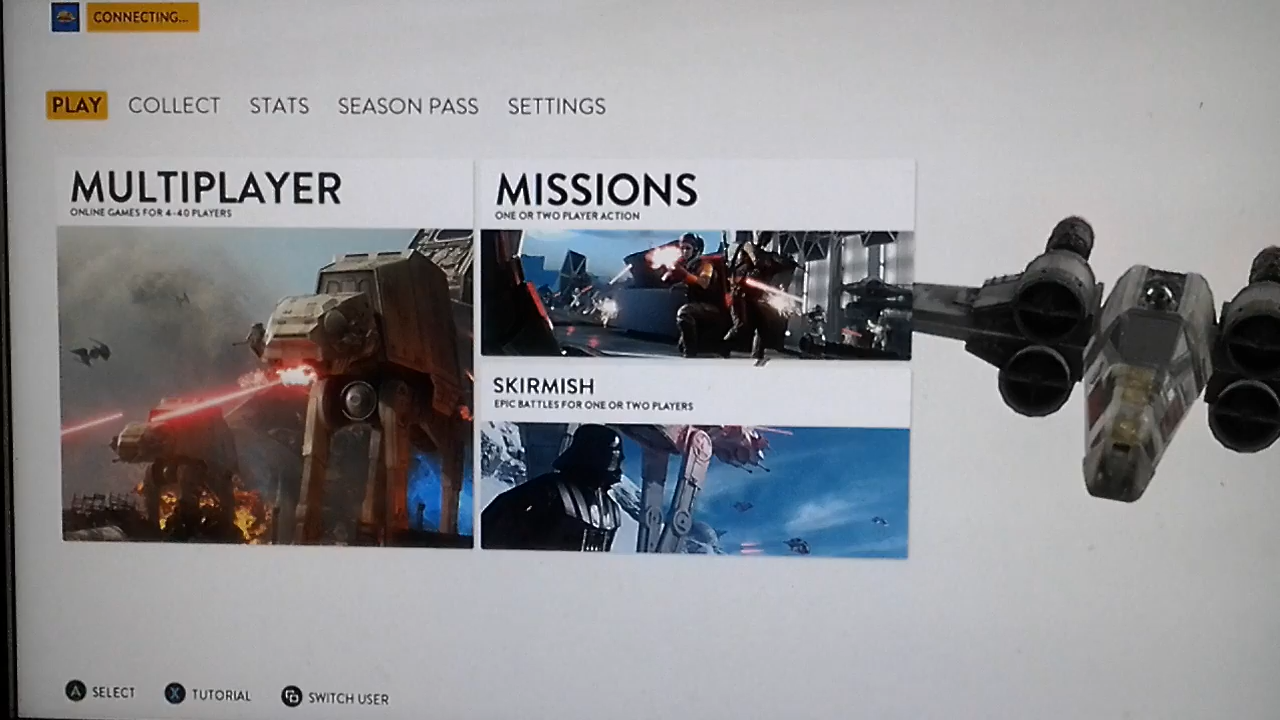 CONNECTING...
PLAY COLLECT STATS SEASON PASS SETTINGS
MULTIPLAYER
ONLINE GAMES FOR 4-40 PLAYERS
MISSIONS
ONE OR TWO PLAYER ACTION
SKIRMISH
EPIC BATTLES FOR ONE OR TWO PLAYERS
A SELECT X TUTORIAL SWITCH USER